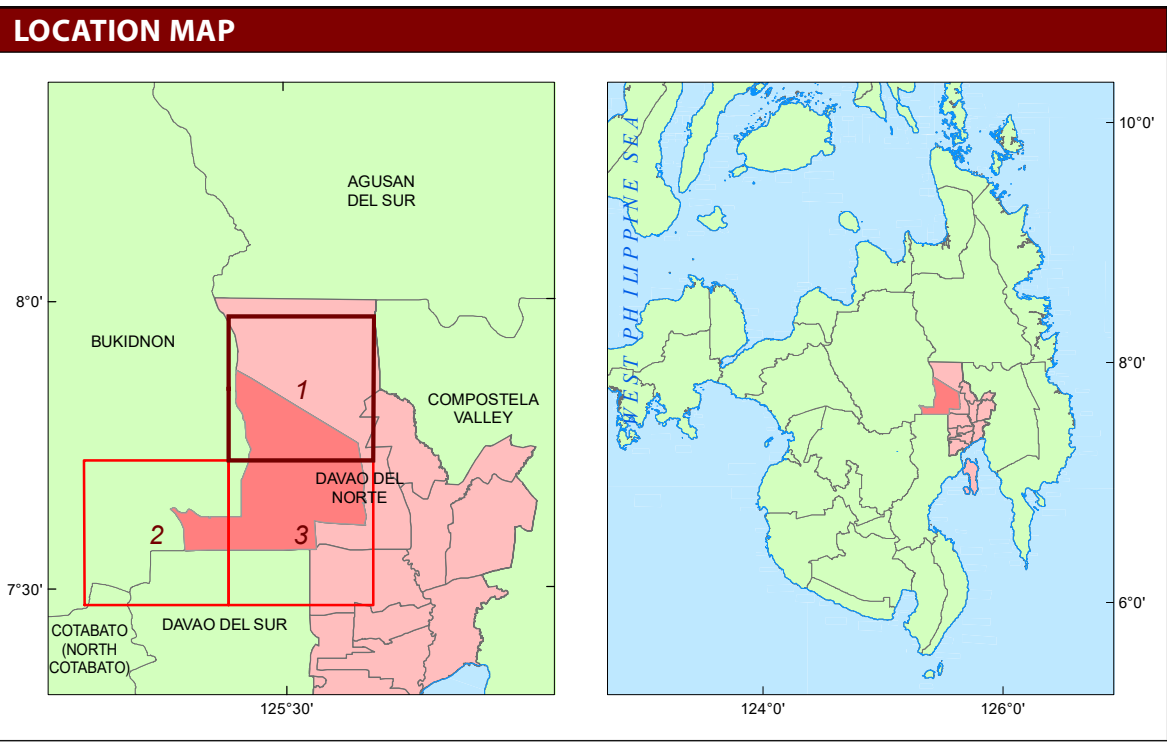 LOCATION MAP
AGUSAN
DEL SUR
8°0'
BUKIDNON
1
COMPOSTELA
VALLEY
DAVAO DEL
NORTE
2
3
7°30'
DAVAO DEL SUR
COTABATO
(NORTH
COTABATO)
125°30'
WEST PHILIPPINE SEA
10°0'
8°0'
6°0'
124°0'
126°0'